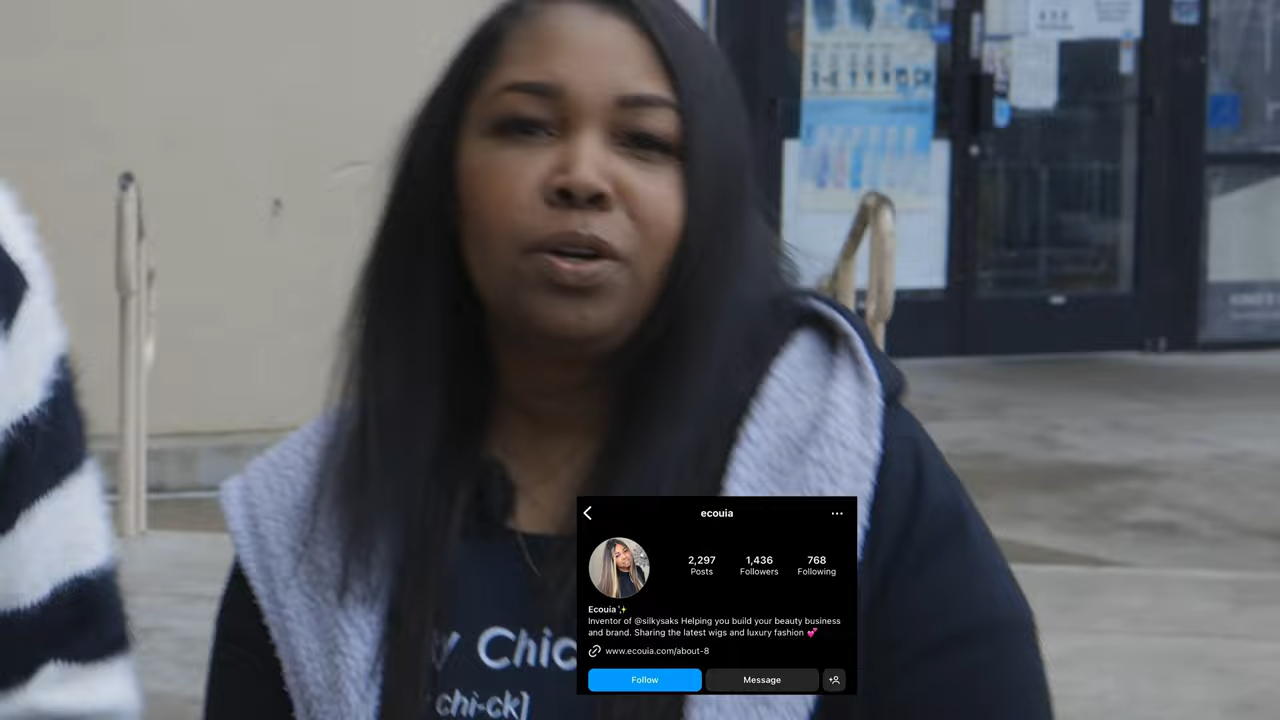 ecouia
2,297
1,436
768
Posts
Followers
Following
Ecouia✨
Inventor of @silkysaks Helping you build your beauty business
and brand. Sharing the latest wigs and luxury fashion 💕
www.ecouia.com/about-8
Follow
Message
Chic
chi-ck]